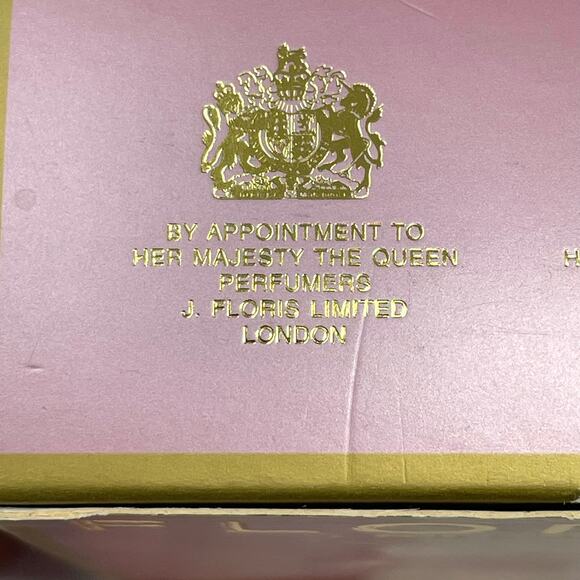 BY APPOINTMENT TO
HER MAJESTY THE QUEEN
PERFUMERS
J. FLORIS LIMITED
LONDON